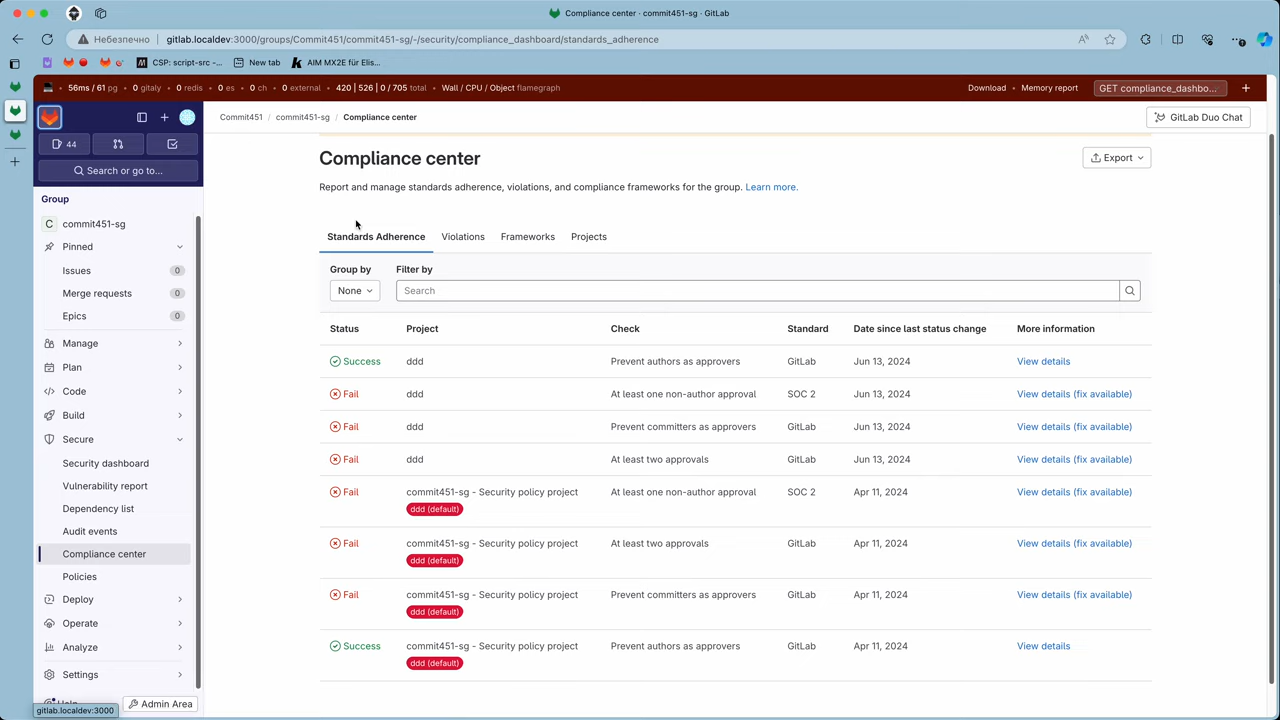 Compliance center · commit451-sg · GitLab
Небезпечно gitlab.localdev:3000/groups/Commit451/commit451-sg/-/security/compliance_dashboard/standards_adherence
CSP: script-src -... New tab AIM MX2E für Elis...
56ms / 61 pg 0 gitaly 0 redis 0 es 0 ch 0 external 420 | 526 | 0 / 705 total Wall / CPU / Object flamegraph Download Memory report GET compliance_dashbo...
Commit451 / commit451-sg / Compliance center GitLab Duo Chat
44
Search or go to...
Group
commit451-sg
Pinned
Issues 0
Merge requests 0
Epics 0
Manage
Plan
Code
Build
Secure
Security dashboard
Vulnerability report
Dependency list
Audit events
Compliance center
Policies
Deploy
Operate
Analyze
Settings
Help
Admin Area
gitlab.localdev:3000
Compliance center Export
Report and manage standards adherence, violations, and compliance frameworks for the group. Learn more.
Standards Adherence Violations Frameworks Projects
Group by Filter by
None Search
Status Project Check Standard Date since last status change More information
Success ddd Prevent authors as approvers GitLab Jun 13, 2024 View details
Fail ddd At least one non-author approval SOC 2 Jun 13, 2024 View details (fix available)
Fail ddd Prevent committers as approvers GitLab Jun 13, 2024 View details (fix available)
Fail ddd At least two approvals GitLab Jun 13, 2024 View details (fix available)
Fail commit451-sg - Security policy project At least one non-author approval SOC 2 Apr 11, 2024 View details (fix available)
ddd (default)
Fail commit451-sg - Security policy project At least two approvals GitLab Apr 11, 2024 View details (fix available)
ddd (default)
Fail commit451-sg - Security policy project Prevent committers as approvers GitLab Apr 11, 2024 View details (fix available)
ddd (default)
Success commit451-sg - Security policy project Prevent authors as approvers GitLab Apr 11, 2024 View details
ddd (default)